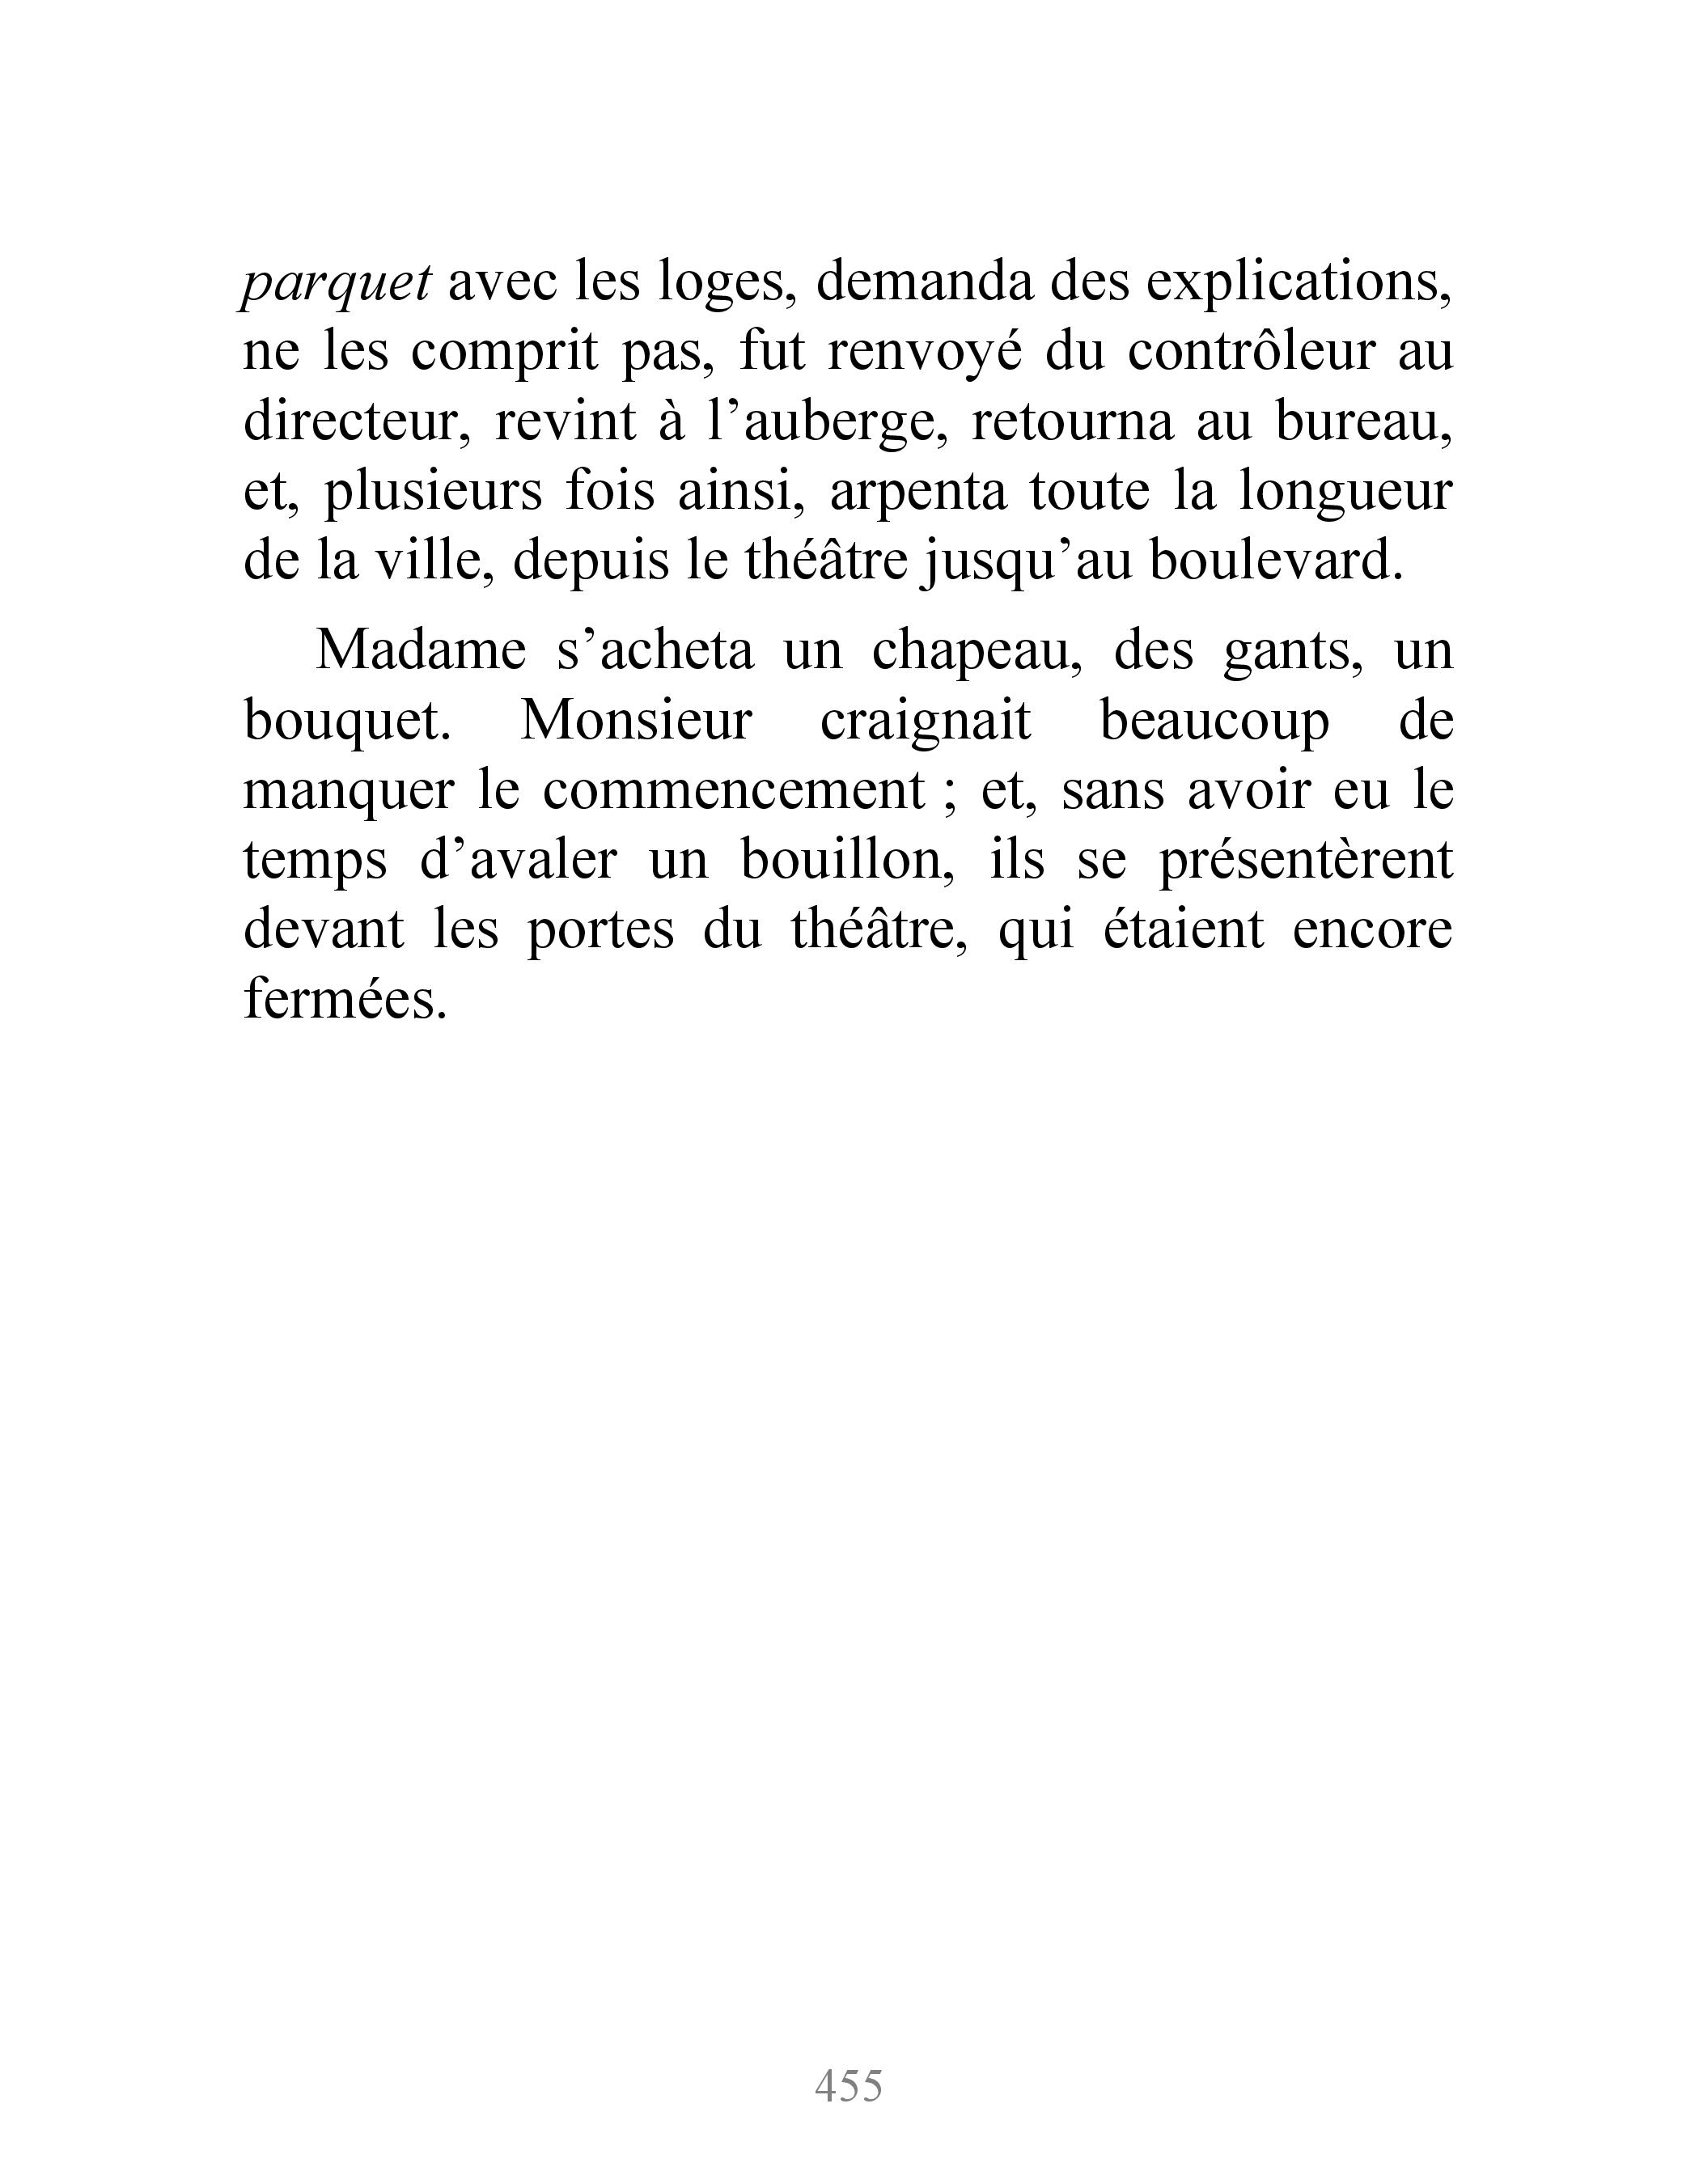 parquet avec les loges, demanda des explications,
ne les comprit pas, fut renvoyé du contrôleur au
directeur, revint à l’auberge, retourna au bureau,
et, plusieurs fois ainsi, arpenta toute la longueur
de la ville, depuis le théâtre jusqu’au boulevard.
Madame s’acheta un chapeau, des gants, un
bouquet. Monsieur craignait beaucoup de
manquer le commencement ; et, sans avoir eu le
temps d’avaler un bouillon, ils se présentèrent
devant les portes du théâtre, qui étaient encore
fermées.
455